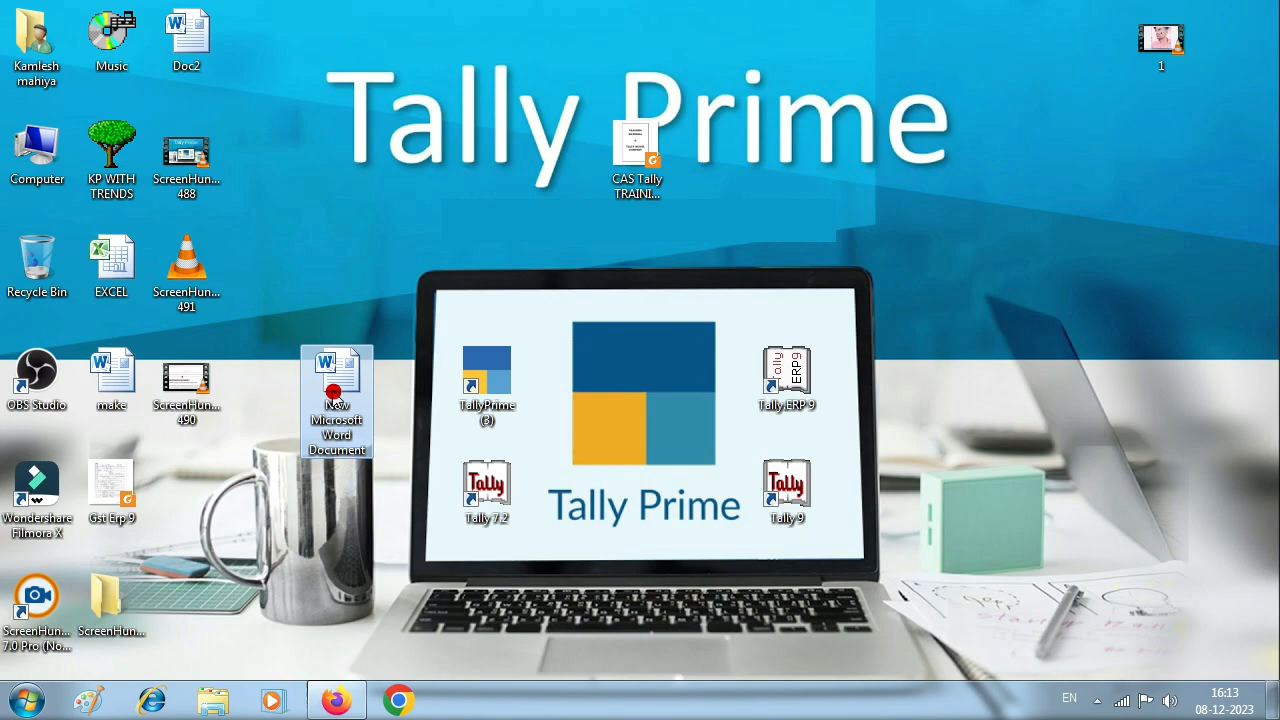 Kamlesh
mahiya
Music
Doc2
1
Tally Prime
CAS Tally
TRAINI...
Computer
KP WITH
TRENDS
ScreenHun...
488
Recycle Bin
EXCEL
ScreenHun...
491
OBS Studio
make
ScreenHun...
490
New
Microsoft
Word
Document
TallyPrime
(3)
Tally
ERP 9
Tally.ERP 9
Wondershare
Filmora X
Gst Erp 9
Tally
Tally 7.2
Tally Prime
Tally
Tally 9
ScreenHun...
7.0 Pro (No...
ScreenHun...
EN
16:13
08-12-2023